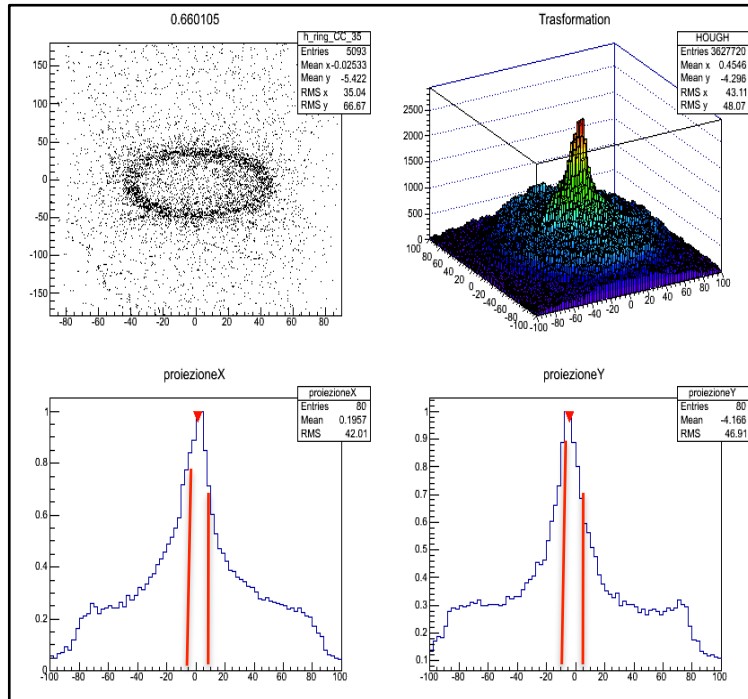 0.660105
h_ring_CC_35
Entries 5093
Mean x -0.02533
Mean y -5.422
RMS x 35.04
RMS y 66.67
150
100
50
0
-50
-100
-150
-80 -60 -40 -20 0 20 40 60 80
Trasformation
HOUGH
Entries 3627720
Mean x 0.4546
Mean y -4.296
RMS x 43.11
RMS y 48.07
2500
2000
1500
1000
500
0
100 80 60 40 20 0 -20 -40 -60 -80 -100
-100 -80 -60 -40 -20 0 20 40 60 80 100
proiezioneX
proiezioneX
Entries 80
Mean 0.1957
RMS 42.01
1
0.8
0.6
0.4
0.2
0
-100 -80 -60 -40 -20 0 20 40 60 80 100
proiezioneY
proiezioneY
Entries 80
Mean -4.166
RMS 46.91
1
0.9
0.8
0.7
0.6
0.5
0.4
0.3
0.2
0.1
-100 -80 -60 -40 -20 0 20 40 60 80 100